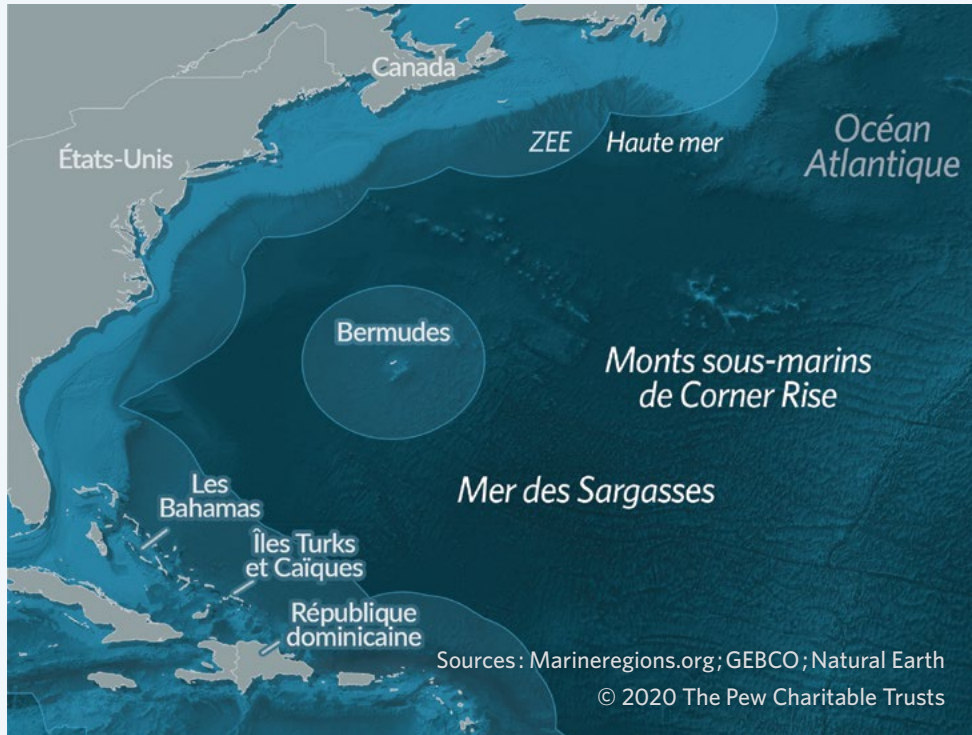 Canada
États-Unis
ZEE
Haute mer
Océan
Atlantique
Bermudes
Monts sous-marins
de Corner Rise
Mer des Sargasses
Les
Bahamas
Îles Turks
et Caïques
République
dominicaine
Sources : Marineregions.org ; GEBCO ; Natural Earth
© 2020 The Pew Charitable Trusts